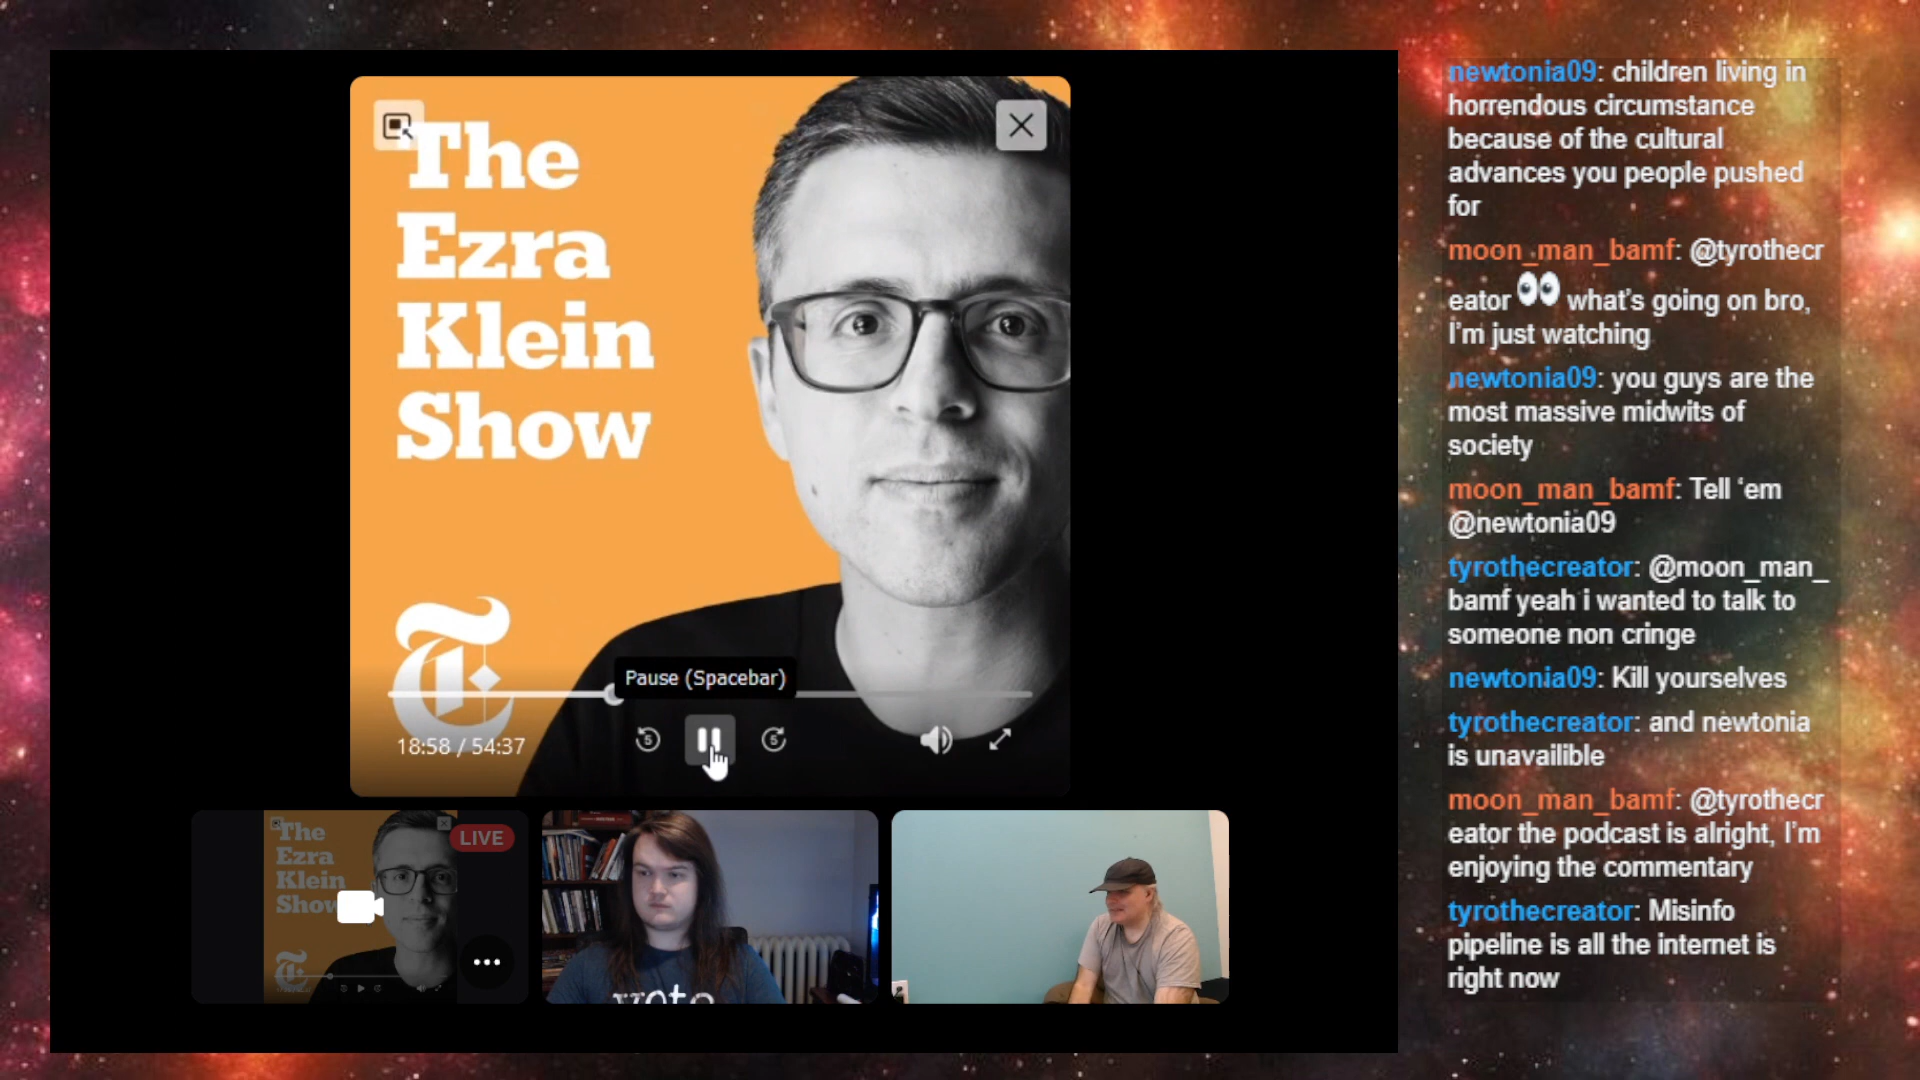 The
Ezra
Klein
Show
Pause (Spacebar)
18:58 / 54:37
5
5
The
Ezra
Klein
Show
LIVE
vote
newtonia09: children living in
horrendous circumstance
because of the cultural
advances you people pushed
for
moon_man_bamf: @tyrothecr
eator 👀 what's going on bro,
I'm just watching
newtonia09: you guys are the
most massive midwits of
society
moon_man_bamf: Tell ‘em
@newtonia09
tyrothecreator: @moon_man_
bamf yeah i wanted to talk to
someone non cringe
newtonia09: Kill yourselves
tyrothecreator: and newtonia
is unavailible
moon_man_bamf: @tyrothecr
eator the podcast is alright, I'm
enjoying the commentary
tyrothecreator: Misinfo
pipeline is all the internet is
right now